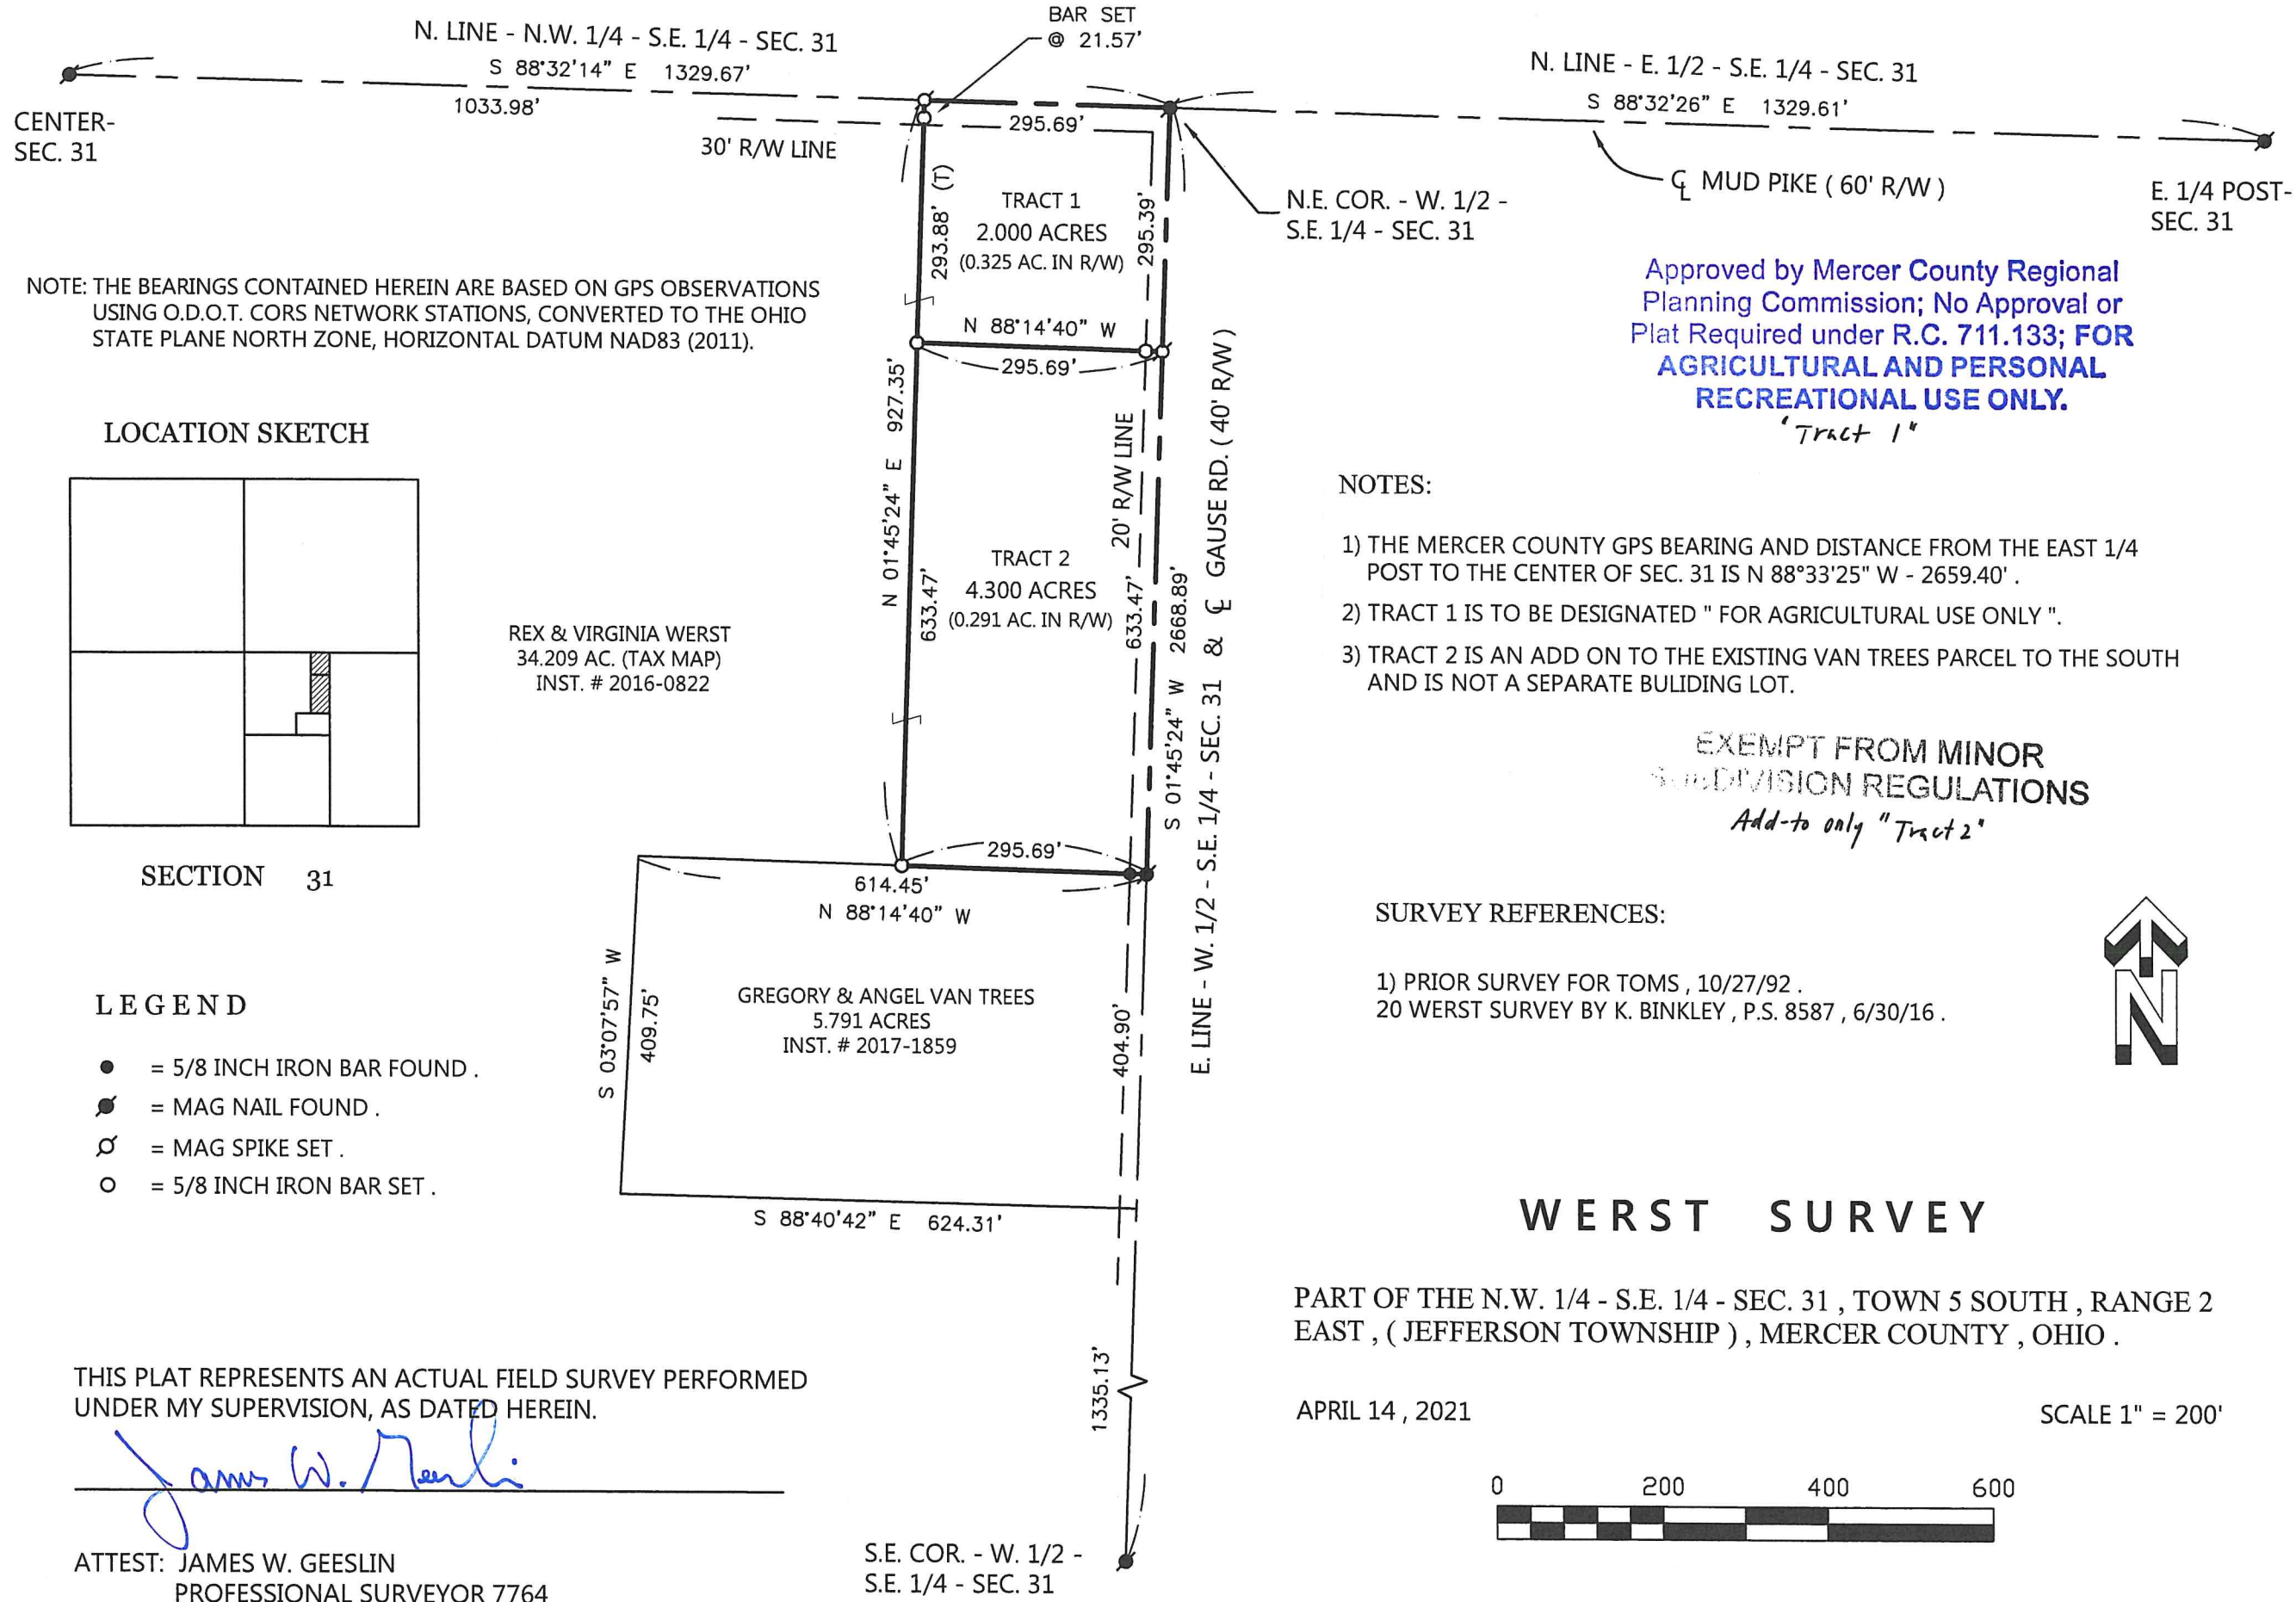 N. LINE - N.W. 1/4 - S.E. 1/4 - SEC. 31
S 88°32'14" E 1329.67'
1033.98'
CENTER-
SEC. 31
BAR SET
@ 21.57'
30' R/W LINE
295.69'
N. LINE - E. 1/2 - S.E. 1/4 - SEC. 31
S 88°32'26" E 1329.61'
℄ MUD PIKE ( 60' R/W )
E. 1/4 POST-
SEC. 31
N.E. COR. - W. 1/2 -
S.E. 1/4 - SEC. 31
293.88' (T)
TRACT 1
2.000 ACRES
(0.325 AC. IN R/W)
295.39'
N 88°14'40" W
295.69'
NOTE: THE BEARINGS CONTAINED HEREIN ARE BASED ON GPS OBSERVATIONS
USING O.D.O.T. CORS NETWORK STATIONS, CONVERTED TO THE OHIO
STATE PLANE NORTH ZONE, HORIZONTAL DATUM NAD83 (2011).
Approved by Mercer County Regional
Planning Commission; No Approval or
Plat Required under R.C. 711.133; FOR
AGRICULTURAL AND PERSONAL
RECREATIONAL USE ONLY.
"Tract 1"
LOCATION SKETCH
SECTION 31
N 01°45'24" E 927.35'
633.47'
TRACT 2
4.300 ACRES
(0.291 AC. IN R/W)
20' R/W LINE
633.47'
S 01°45'24" W 2668.89'
E. LINE - W. 1/2 - S.E. 1/4 - SEC. 31 & ℄ GAUSE RD. ( 40' R/W )
REX & VIRGINIA WERST
34.209 AC. (TAX MAP)
INST. # 2016-0822
NOTES:
1) THE MERCER COUNTY GPS BEARING AND DISTANCE FROM THE EAST 1/4
POST TO THE CENTER OF SEC. 31 IS N 88°33'25" W - 2659.40' .
2) TRACT 1 IS TO BE DESIGNATED " FOR AGRICULTURAL USE ONLY ".
3) TRACT 2 IS AN ADD ON TO THE EXISTING VAN TREES PARCEL TO THE SOUTH
AND IS NOT A SEPARATE BULIDING LOT.
EXEMPT FROM MINOR
SUBDIVISION REGULATIONS
Add-to only "Tract 2"
295.69'
614.45'
N 88°14'40" W
S 03°07'57" W
409.75'
GREGORY & ANGEL VAN TREES
5.791 ACRES
INST. # 2017-1859
404.90'
S 88°40'42" E 624.31'
1335.13'
S.E. COR. - W. 1/2 -
S.E. 1/4 - SEC. 31
SURVEY REFERENCES:
1) PRIOR SURVEY FOR TOMS , 10/27/92 .
20 WERST SURVEY BY K. BINKLEY , P.S. 8587 , 6/30/16 .
N
LEGEND
= 5/8 INCH IRON BAR FOUND .
= MAG NAIL FOUND .
= MAG SPIKE SET .
= 5/8 INCH IRON BAR SET .
WERST SURVEY
PART OF THE N.W. 1/4 - S.E. 1/4 - SEC. 31 , TOWN 5 SOUTH , RANGE 2
EAST , ( JEFFERSON TOWNSHIP ) , MERCER COUNTY , OHIO .
APRIL 14 , 2021
SCALE 1" = 200'
0 200 400 600
THIS PLAT REPRESENTS AN ACTUAL FIELD SURVEY PERFORMED
UNDER MY SUPERVISION, AS DATED HEREIN.
James W. Geeslin
ATTEST: JAMES W. GEESLIN
PROFESSIONAL SURVEYOR 7764